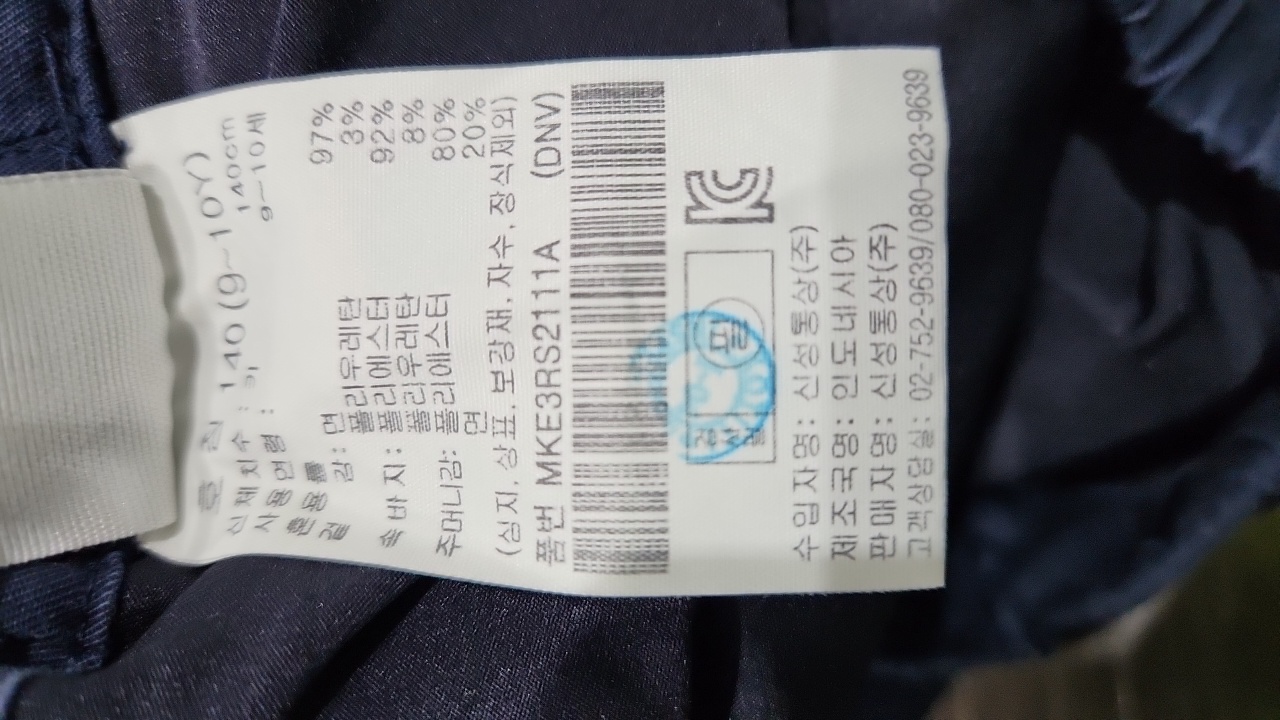 호 칭 : 140 (9~10Y)
신 체 치 수 : 키 140cm
사 용 연 령 : 9~10세
혼 용 률
겉 감 : 면 97%
폴리우레탄 3%
속 바 지 : 폴리에스터 92%
폴리우레탄 8%
주머니감: 폴리에스터 80%
면 20%
(심지, 상표, 보강재, 자수, 장식제외)
품번 MKE3RS2111A (DNV)
필
수 입 자 명 : 신성통상(주)
제 조 국 명 : 인도네시아
판 매 자 명 : 신성통상(주)
고객상담실 : 02-752-9639/080-023-9639